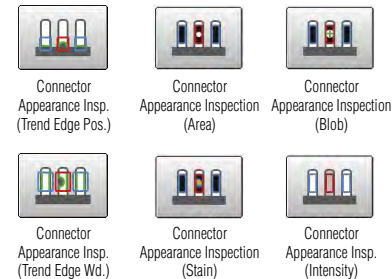 Connector
Appearance Insp.
(Trend Edge Pos.)
Connector
Appearance Inspection
(Area)
Connector
Appearance Inspection
(Blob)
Connector
Appearance Insp.
(Trend Edge Wd.)
Connector
Appearance Inspection
(Stain)
Connector
Appearance Insp.
(Intensity)